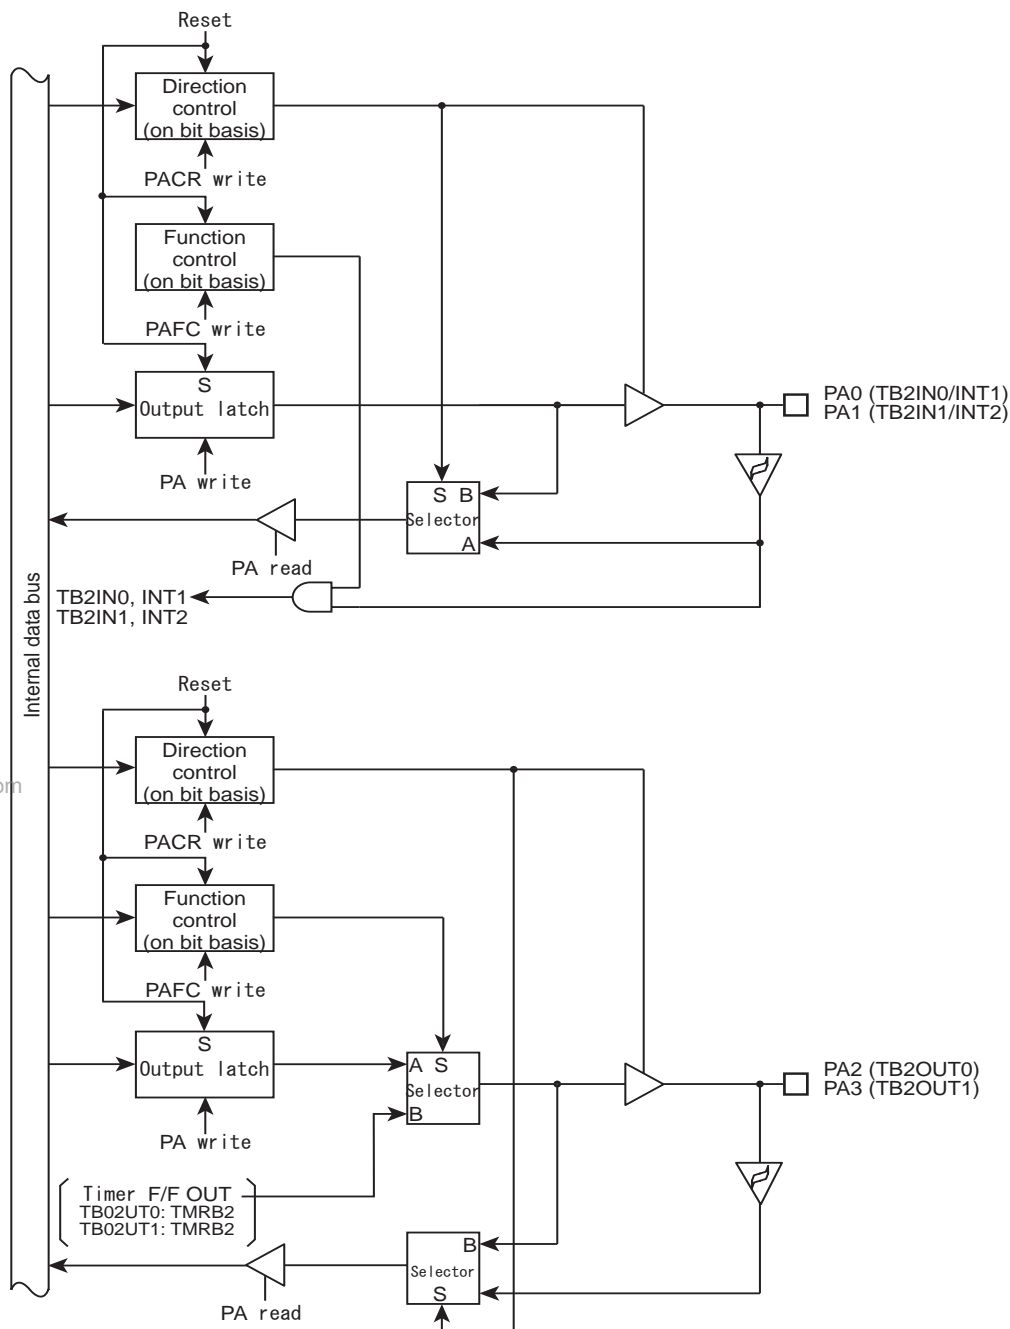 Reset
Direction
control
(on bit basis)
PACR write
Function
control
(on bit basis)
PAFC write
S
Output latch
PA write
PA0 (TB2IN0/INT1)
PA1 (TB2IN1/INT2)
S B
Selector
A
PA read
TB2IN0, INT1
TB2IN1, INT2
Internal data bus
Reset
Direction
control
(on bit basis)
om
PACR write
Function
control
(on bit basis)
PAFC write
S
Output latch
PA write
A S
Selector
B
PA2 (TB2OUT0)
PA3 (TB2OUT1)
Timer F/F OUT
TB02UT0: TMRB2
TB02UT1: TMRB2
B
Selector
S
PA read